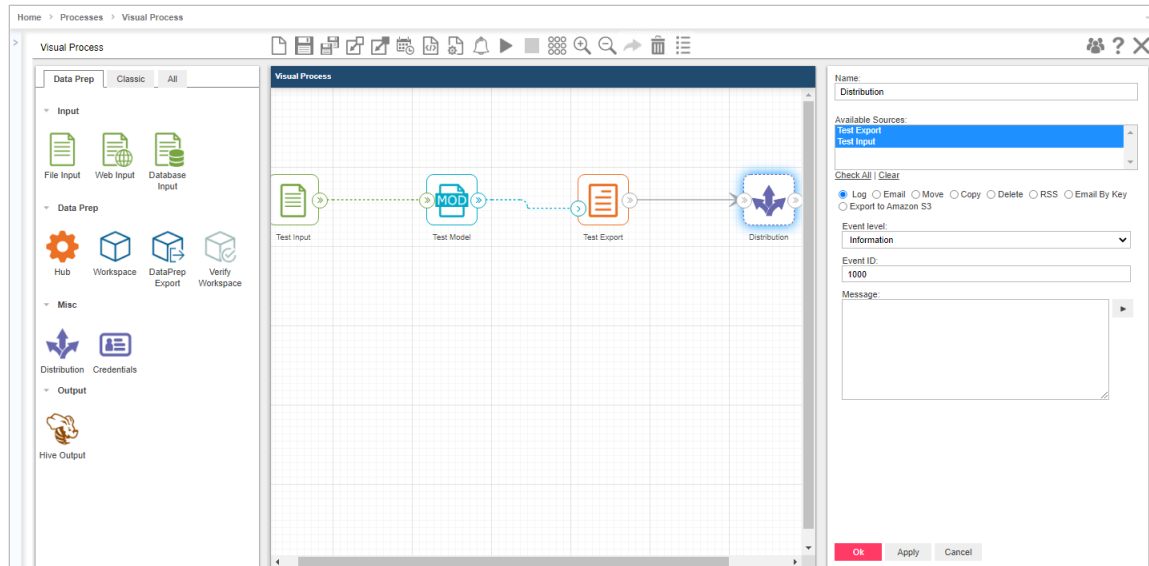 Home > Processes > Visual Process
>
Visual Process
?
Data Prep Classic All
Input
File Input Web Input Database Input
Data Prep
Hub Workspace DataPrep Export Verify Workspace
Misc
Distribution Credentials
Output
Hive Output
Visual Process
MOD
Test Input Test Model Test Export Distribution
Name:
Distribution
Available Sources:
Test Export
Test Input
Check All | Clear
Log Email Move Copy Delete RSS Email By Key
Export to Amazon S3
Event level:
Information
Event ID:
1000
Message:
Ok Apply Cancel